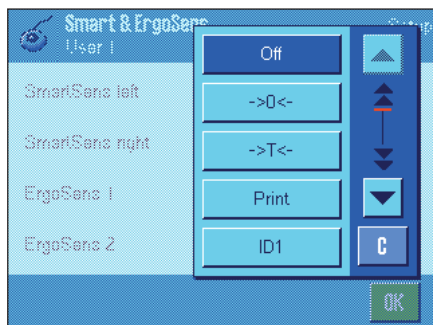 Smart & ErgoSens
User 1
Off
SmartSens left
->0<-
SmartSens right
->T<-
ErgoSens 1
Print
ErgoSens 2
ID1
C
OK